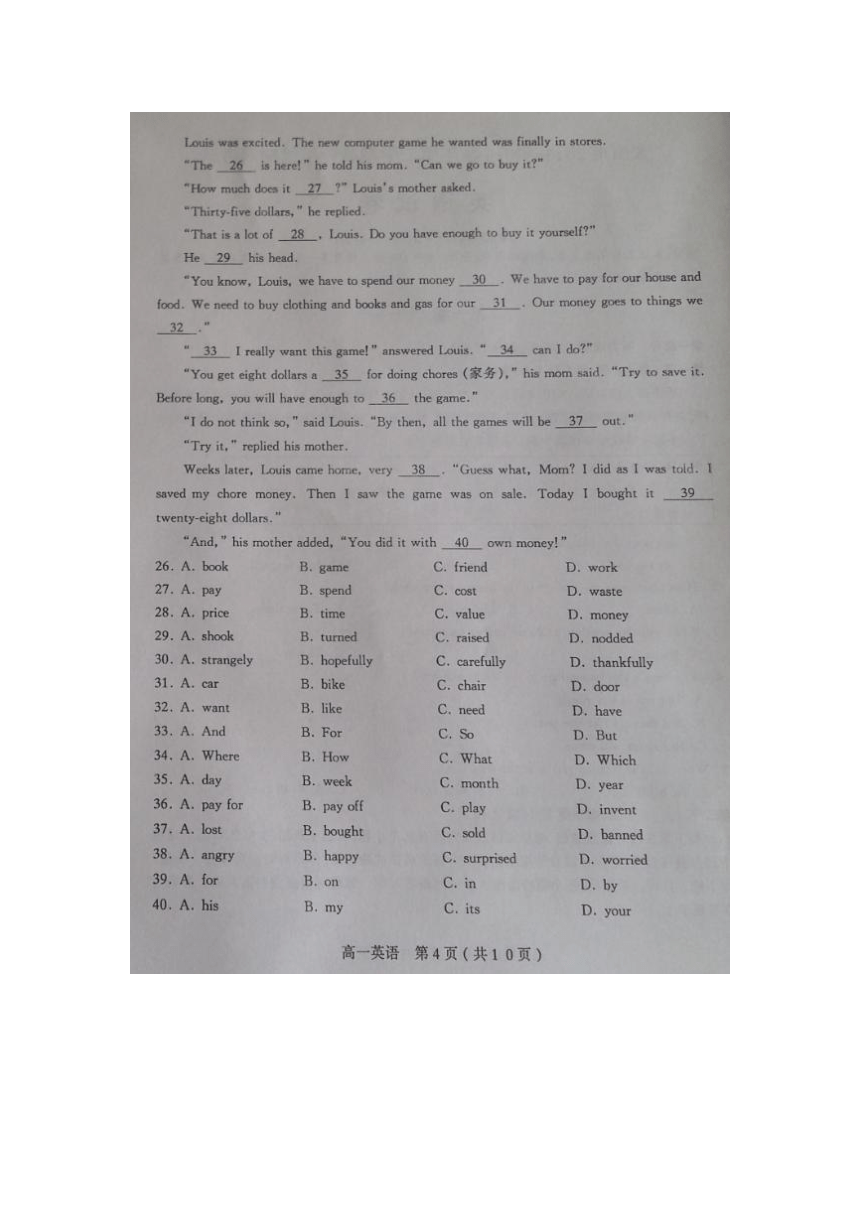 Louis was excited. The new computer game he wanted was finally in stores.
“The 26 is here!” he told his mom. “Can we go to buy it?”
“How much does it 27 ?” Louis's mother asked.
“Thirty-five dollars,” he replied.
“That is a lot of 28 , Louis. Do you have enough to buy it yourself?”
He 29 his head.
“You know, Louis, we have to spend our money 30 . We have to pay for our house and
food. We need to buy clothing and books and gas for our 31 . Our money goes to things we
32 .”
“ 33 I really want this game!” answered Louis. “ 34 can I do?”
“You get eight dollars a 35 for doing chores (家务),” his mom said. “Try to save it.
Before long, you will have enough to 36 the game.”
“I do not think so,” said Louis. “By then, all the games will be 37 out.”
“Try it,” replied his mother.
Weeks later, Louis came home, very 38 . “Guess what, Mom? I did as I was told. I
saved my chore money. Then I saw the game was on sale. Today I bought it 39
twenty-eight dollars.”
“And,” his mother added, “You did it with 40 own money!”
26. A. book B. game C. friend D. work
27. A. pay B. spend C. cost D. waste
28. A. price B. time C. value D. money
29. A. shook B. turned C. raised D. nodded
30. A. strangely B. hopefully C. carefully D. thankfully
31. A. car B. bike C. chair D. door
32. A. want B. like C. need D. have
33. A. And B. For C. So D. But
34. A. Where B. How C. What D. Which
35. A. day B. week C. month D. year
36. A. pay for B. pay off C. play D. invent
37. A. lost B. bought C. sold D. banned
38. A. angry B. happy C. surprised D. worried
39. A. for B. on C. in D. by
40. A. his B. my C. its D. your
高一英语 第4页(共10页)